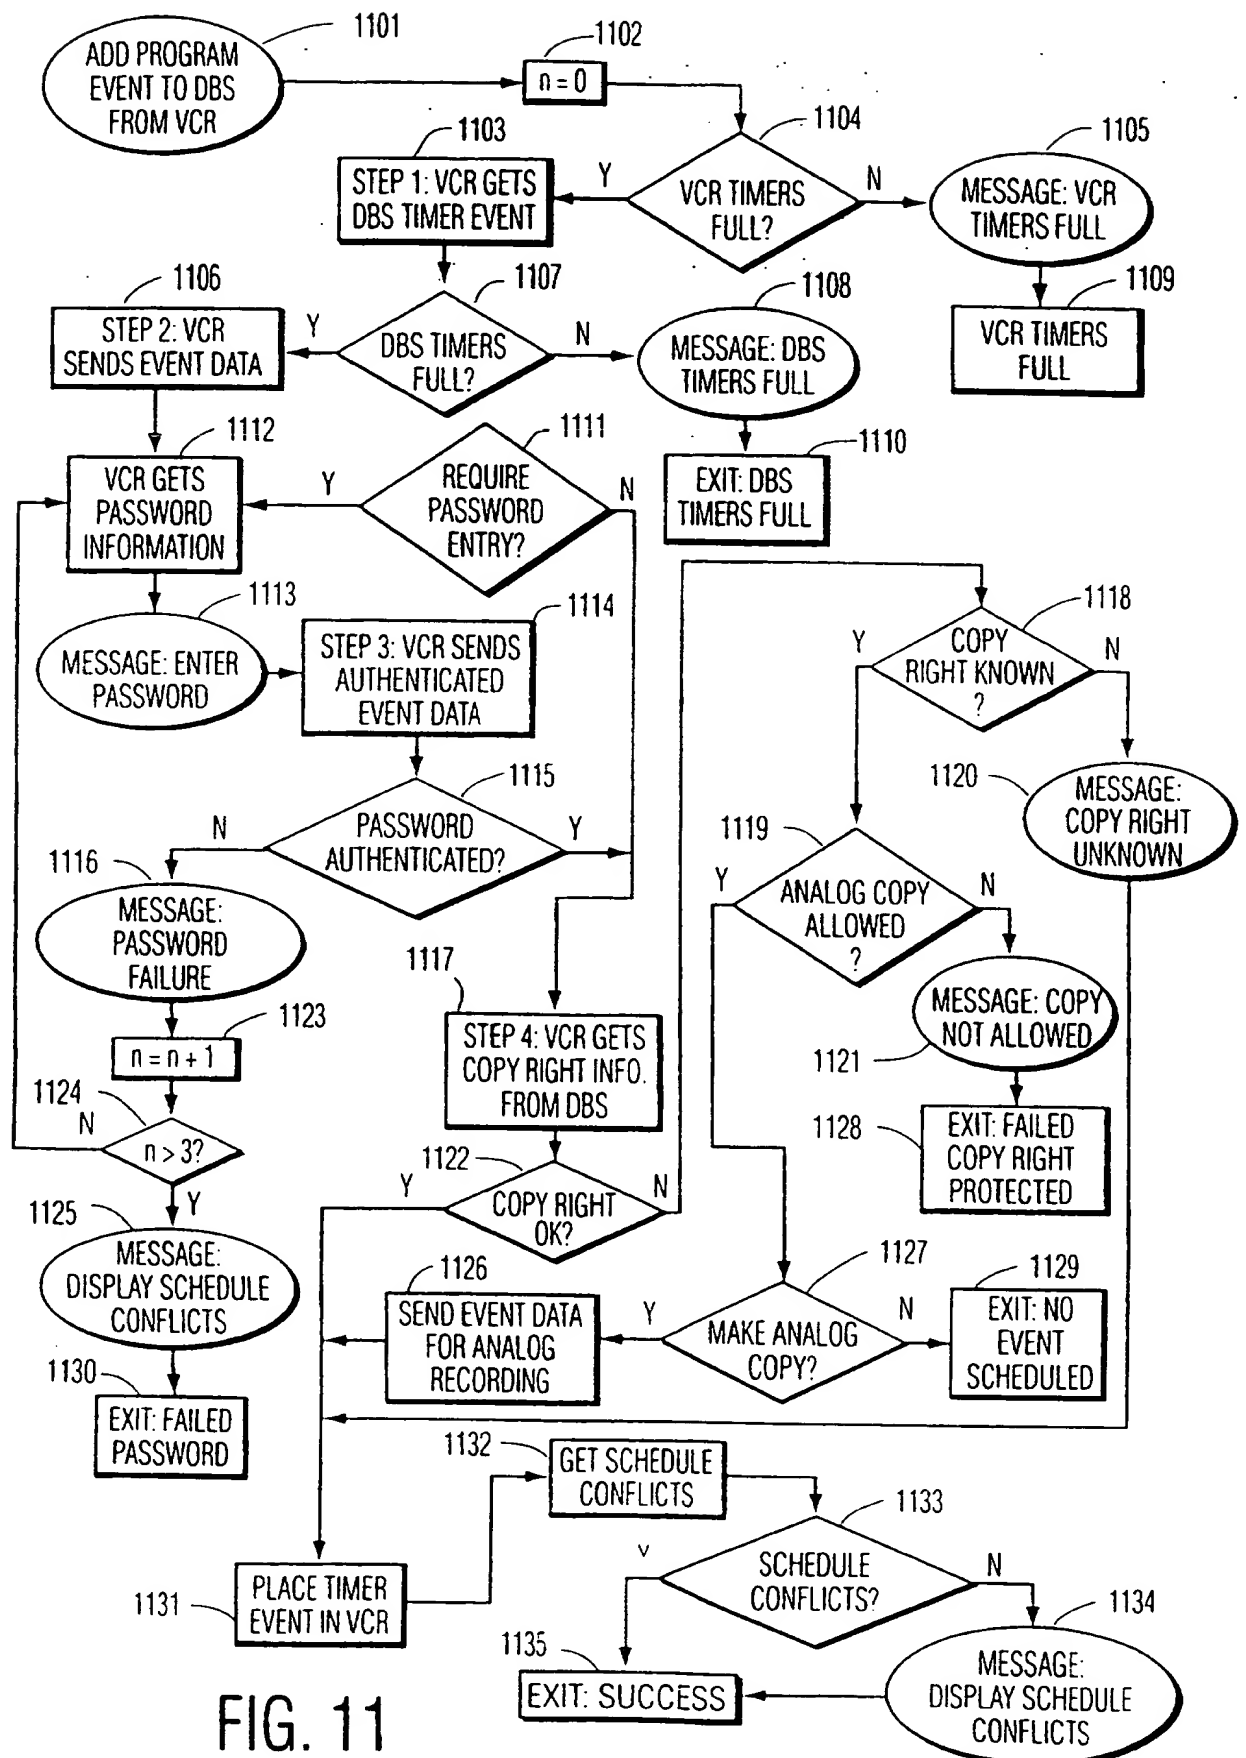 1101
ADD PROGRAM
EVENT TO DBS
FROM VCR
1102
n = 0
1103
STEP 1: VCR GETS
DBS TIMER EVENT
1104
VCR TIMERS
FULL?
Y
N
1105
MESSAGE: VCR
TIMERS FULL
1106
STEP 2: VCR
SENDS EVENT DATA
1107
DBS TIMERS
FULL?
Y
N
1108
MESSAGE: DBS
TIMERS FULL
1109
VCR TIMERS
FULL
1110
EXIT: DBS
TIMERS FULL
1112
VCR GETS
PASSWORD
INFORMATION
1111
REQUIRE
PASSWORD
ENTRY?
Y
N
1113
MESSAGE: ENTER
PASSWORD
1114
STEP 3: VCR SENDS
AUTHENTICATED
EVENT DATA
1118
COPY
RIGHT KNOWN
?
Y
N
1115
PASSWORD
AUTHENTICATED?
N
Y
1120
MESSAGE:
COPY RIGHT
UNKNOWN
1116
MESSAGE:
PASSWORD
FAILURE
1119
ANALOG COPY
ALLOWED
?
Y
N
1117
STEP 4: VCR GETS
COPY RIGHT INFO.
FROM DBS
MESSAGE: COPY
NOT ALLOWED
1121
1123
n = n + 1
1124
n > 3?
N
Y
1128
EXIT: FAILED
COPY RIGHT
PROTECTED
1122
COPY RIGHT
OK?
Y
N
1125
MESSAGE:
DISPLAY SCHEDULE
CONFLICTS
1126
SEND EVENT DATA
FOR ANALOG
RECORDING
1127
MAKE ANALOG
COPY?
Y
N
1129
EXIT: NO
EVENT
SCHEDULED
1130
EXIT: FAILED
PASSWORD
1132
GET SCHEDULE
CONFLICTS
1133
SCHEDULE
CONFLICTS?
v
N
1131
PLACE TIMER
EVENT IN VCR
1134
MESSAGE:
DISPLAY SCHEDULE
CONFLICTS
1135
EXIT: SUCCESS
FIG. 11